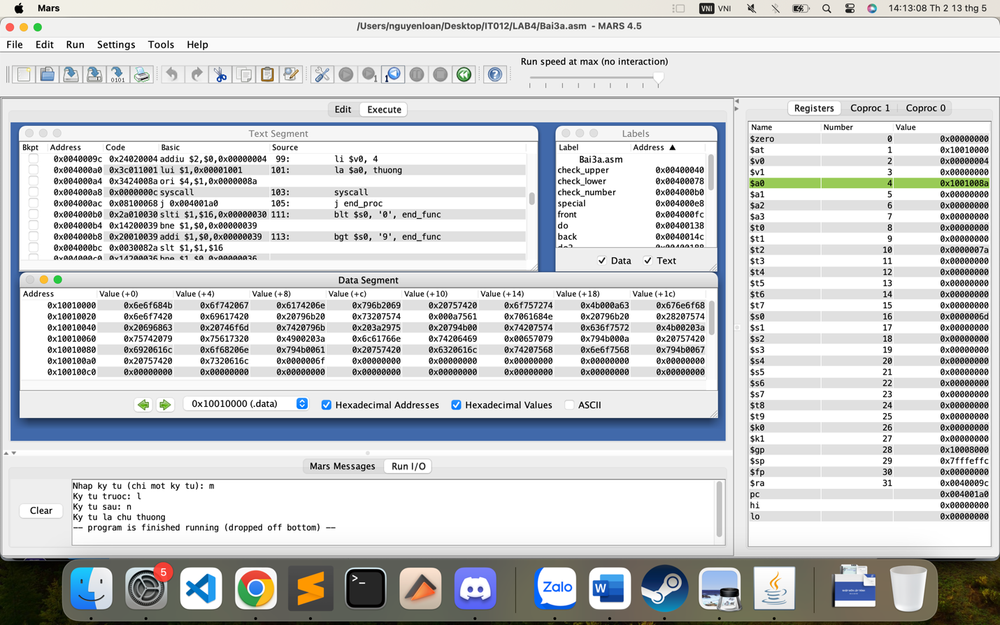 Mars
VNI VNI 14:13:08 Th 2 13 thg 5
/Users/nguyenloan/Desktop/IT012/LAB4/Bai3a.asm - MARS 4.5
File Edit Run Settings Tools Help
Run speed at max (no interaction)
Edit Execute
Registers Coproc 1 Coproc 0
Text Segment
Bkpt Address Code Basic Source
0x0040009c 0x24020004 addiu $2,$0,0x00000004 99: li $v0, 4
0x004000a0 0x3c011001 lui $1,0x00001001 101: la $a0, thuong
0x004000a4 0x3424008a ori $4,$1,0x0000008a
0x004000a8 0x0000000c syscall 103: syscall
0x004000ac 0x08100068 j 0x004001a0 105: j end_proc
0x004000b0 0x2a010030 slti $1,$16,0x00000030 111: blt $s0, '0', end_func
0x004000b4 0x14200039 bne $1,$0,0x00000039
0x004000b8 0x20010039 addi $1,$0,0x00000039 113: bgt $s0, '9', end_func
0x004000bc 0x0030082a slt $1,$1,$16
0x004000c0 0x14200036 bne $1,$0,0x00000036
Labels
Label Address ▲
Bai3a.asm
check_upper 0x00400040
check_lower 0x00400078
check_number 0x004000b0
special 0x004000e8
front 0x004000fc
do 0x00400138
back 0x0040014c
do2 0x00400188
Data Text
Data Segment
Address Value (+0) Value (+4) Value (+8) Value (+c) Value (+10) Value (+14) Value (+18) Value (+1c)
0x10010000 0x6e6f684b 0x6f742067 0x6174206e 0x796b2069 0x20757420 0x6f757274 0x4b000a63 0x676e6f68
0x10010020 0x6e6f7420 0x69617420 0x20796b20 0x73207574 0x000a7561 0x7061684e 0x20796b20 0x28207574
0x10010040 0x20696863 0x20746f6d 0x7420796b 0x203a2975 0x20794b00 0x74207574 0x636f7572 0x4b00203a
0x10010060 0x75742079 0x75617320 0x4900203a 0x6c61766e 0x74206469 0x00657079 0x794b000a 0x20757420
0x10010080 0x6920616c 0x6f68206e 0x794b0061 0x20757420 0x6320616c 0x74207568 0x6e6f7568 0x794b0067
0x100100a0 0x20757420 0x7320616c 0x0000006f 0x00000000 0x00000000 0x00000000 0x00000000 0x00000000
0x100100c0 0x00000000 0x00000000 0x00000000 0x00000000 0x00000000 0x00000000 0x00000000 0x00000000
0x10010000 (.data) Hexadecimal Addresses Hexadecimal Values ASCII
Name Number Value
$zero 0 0x00000000
$at 1 0x10010000
$v0 2 0x00000004
$v1 3 0x00000000
$a0 4 0x1001008a
$a1 5 0x00000000
$a2 6 0x00000000
$a3 7 0x00000000
$t0 8 0x00000000
$t1 9 0x00000000
$t2 10 0x0000007a
$t3 11 0x00000000
$t4 12 0x00000000
$t5 13 0x00000000
$t6 14 0x00000000
$t7 15 0x00000000
$s0 16 0x0000006d
$s1 17 0x00000000
$s2 18 0x00000000
$s3 19 0x00000000
$s4 20 0x00000000
$s5 21 0x00000000
$s6 22 0x00000000
$s7 23 0x00000000
$t8 24 0x00000000
$t9 25 0x00000000
$k0 26 0x00000000
$k1 27 0x00000000
$gp 28 0x10008000
$sp 29 0x7fffeffc
$fp 30 0x00000000
$ra 31 0x0040009c
pc 0x004001a0
hi 0x00000000
lo 0x00000000
Mars Messages Run I/O
Clear
Nhap ky tu (chi mot ky tu): m
Ky tu truoc: l
Ky tu sau: n
Ky tu la chu thuong
-- program is finished running (dropped off bottom) --
5
Zalo
W